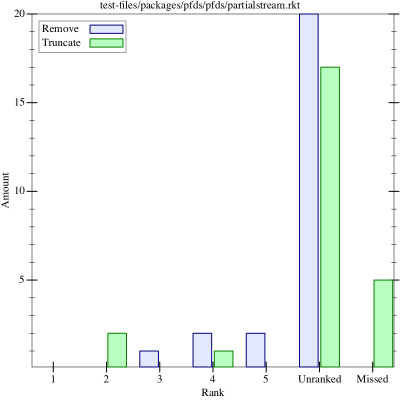 test-files/packages/pfds/pfds/partialstream.rkt
Remove
Truncate
20
15
10
5
Amount
1 2 3 4 5 Unranked Missed
Rank